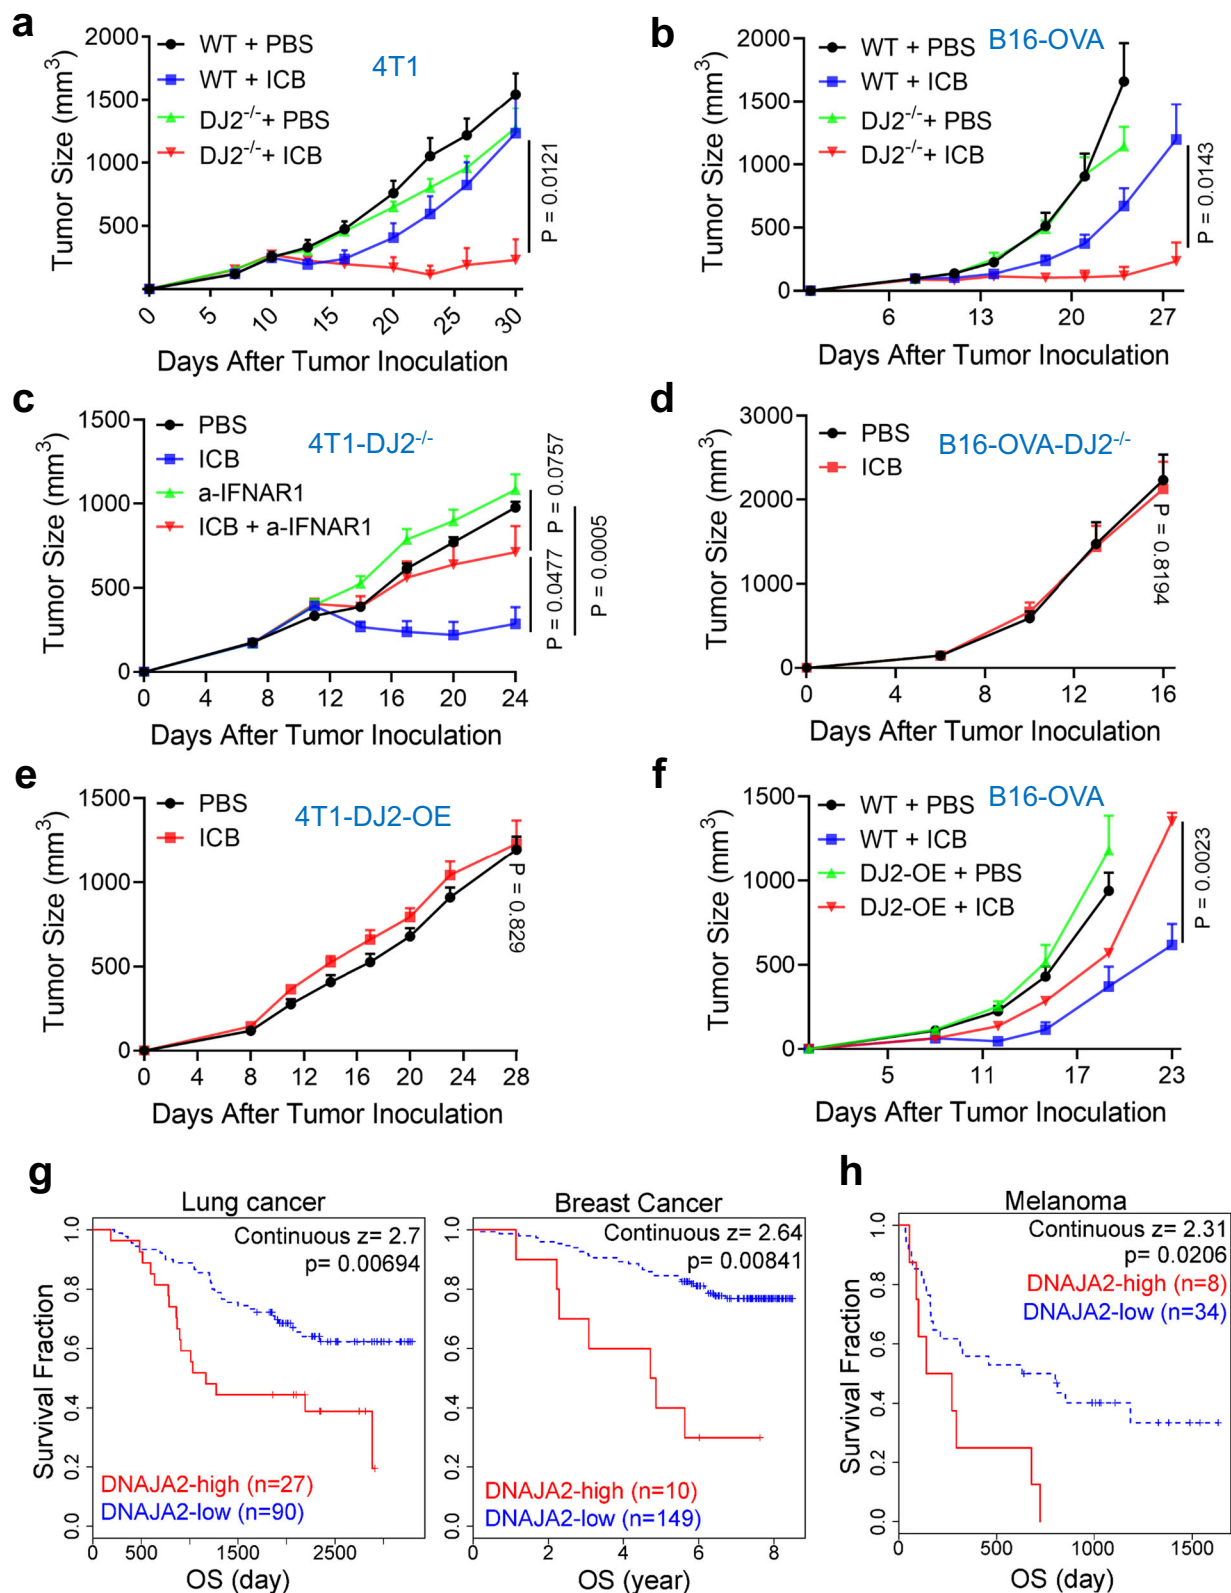 a
4T1
WT + PBS
WT + ICB
DJ2-/-+ PBS
DJ2-/-+ ICB
Tumor Size (mm3)
2000
1500
1000
500
0 5 10 15 20 25 30
Days After Tumor Inoculation
P = 0.0121
b
B16-OVA
WT + PBS
WT + ICB
DJ2-/-+ PBS
DJ2-/-+ ICB
Tumor Size (mm3)
2000
1500
1000
500
0
6 13 20 27
Days After Tumor Inoculation
P = 0.0143
c
4T1-DJ2-/-
PBS
ICB
a-IFNAR1
ICB + a-IFNAR1
Tumor Size (mm3)
1500
1000
500
0
0 4 8 12 16 20 24
Days After Tumor Inoculation
P = 0.0477
P = 0.0757
P = 0.0005
d
B16-OVA-DJ2-/-
PBS
ICB
Tumor Size (mm3)
3000
2000
1000
0
0 4 8 12 16
Days After Tumor Inoculation
P = 0.8194
e
4T1-DJ2-OE
PBS
ICB
Tumor Size (mm3)
1500
1000
500
0
0 4 8 12 16 20 24 28
Days After Tumor Inoculation
P = 0.829
f
B16-OVA
WT + PBS
WT + ICB
DJ2-OE + PBS
DJ2-OE + ICB
Tumor Size (mm3)
1500
1000
500
0
5 11 17 23
Days After Tumor Inoculation
P = 0.0023
g
Lung cancer
Continuous z= 2.7
p= 0.00694
Survival Fraction
1.0
0.8
0.6
0.4
0.2
0.0
DNAJA2-high (n=27)
DNAJA2-low (n=90)
0 500 1500 2500
OS (day)
Breast Cancer
Continuous z= 2.64
p= 0.00841
1.0
0.8
0.6
0.4
0.2
0.0
DNAJA2-high (n=10)
DNAJA2-low (n=149)
0 2 4 6 8
OS (year)
h
Melanoma
Continuous z= 2.31
p= 0.0206
DNAJA2-high (n=8)
DNAJA2-low (n=34)
Survival Fraction
1.0
0.8
0.6
0.4
0.2
0.0
0 500 1000 1500
OS (day)